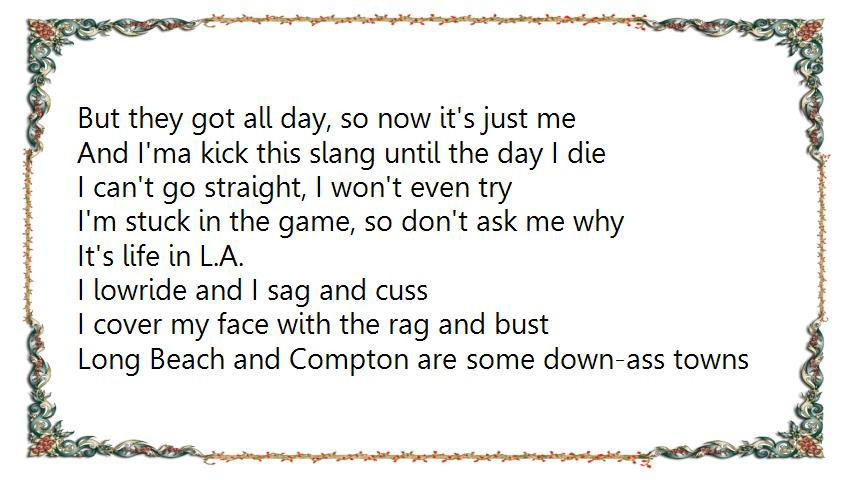 But they got all day, so now it's just me
And I'ma kick this slang until the day I die
I can't go straight, I won't even try
I'm stuck in the game, so don't ask me why
It's life in L.A.
I lowride and I sag and cuss
I cover my face with the rag and bust
Long Beach and Compton are some down-ass towns